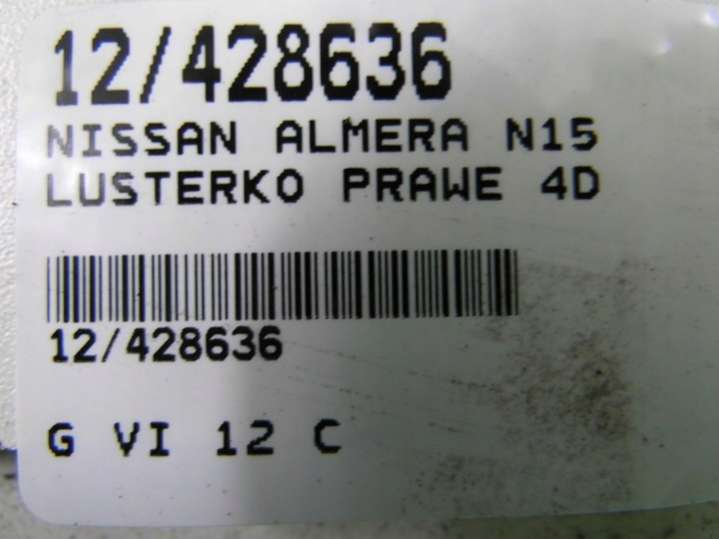 12/428636
NISSAN ALMERA N15
LUSTERKO PRAWE 4D
12/428636
G VI 12 C